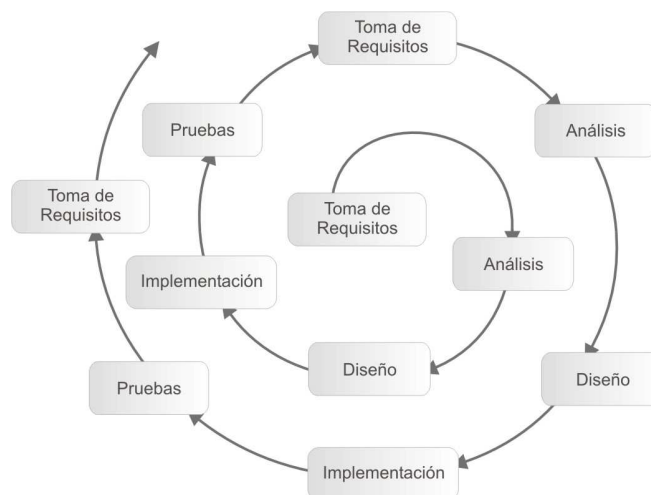 Toma de
Requisitos
Pruebas
Análisis
Toma de
Requisitos
Toma de
Requisitos
Análisis
Implementación
Diseño
Diseño
Pruebas
Implementación